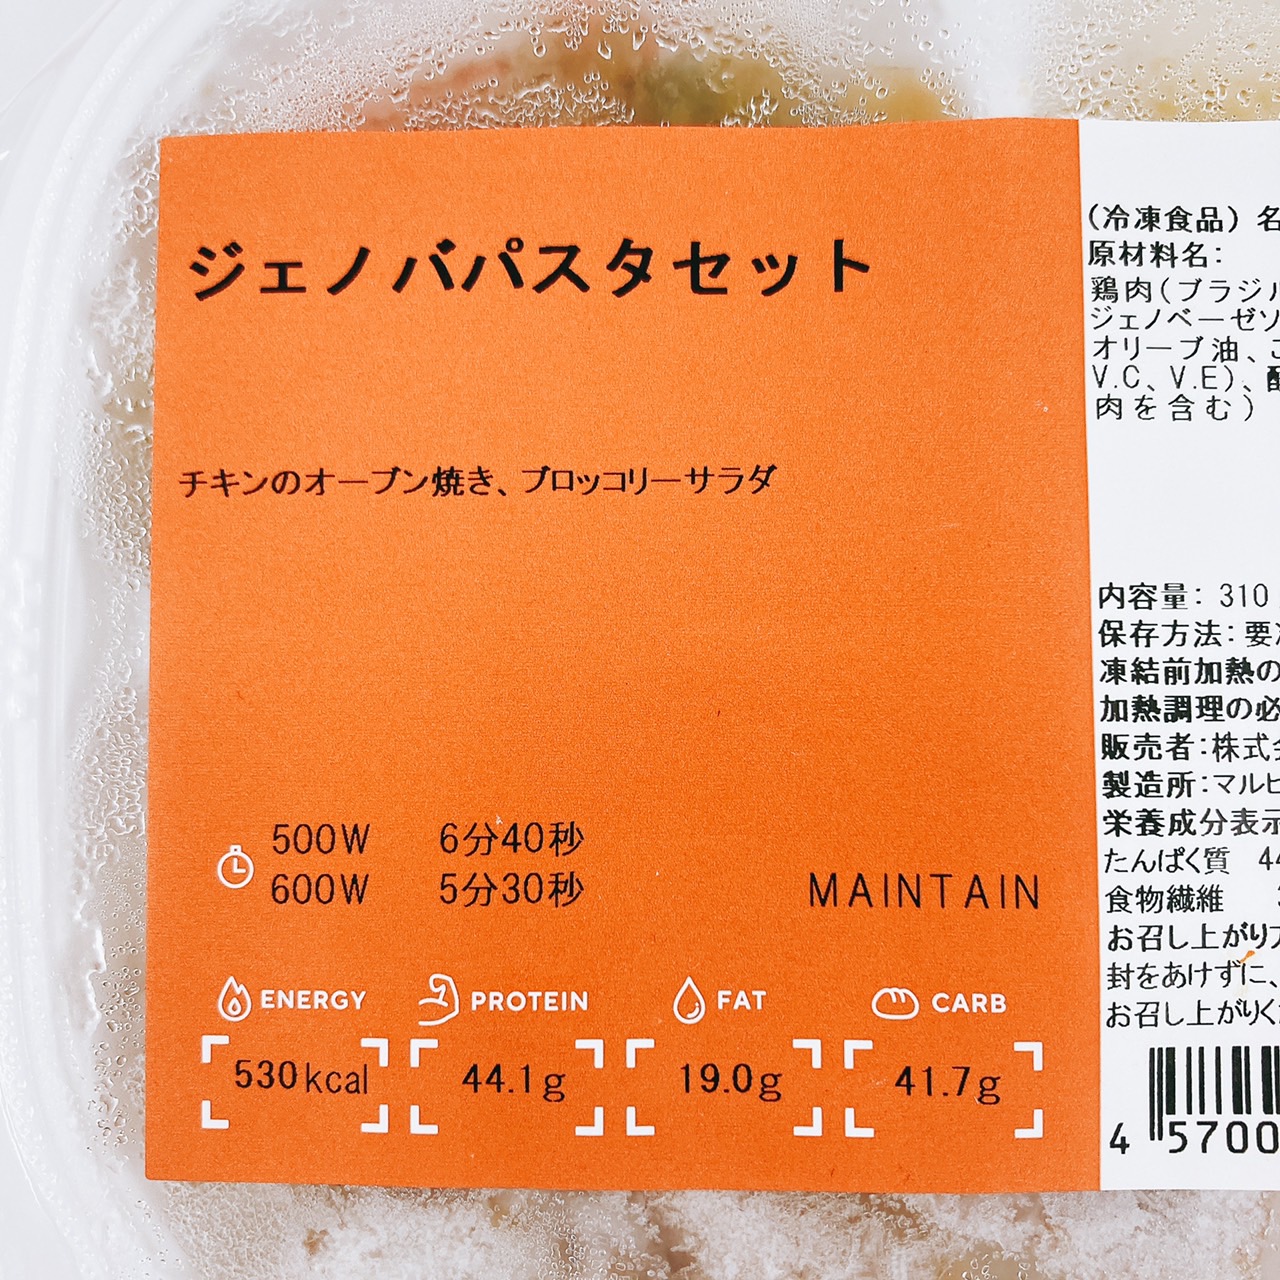 ジェノバパスタセット
チキンのオーブン焼き、ブロッコリーサラダ
500W 6分40秒
600W 5分30秒
MAINTAIN
ENERGY PROTEIN FAT CARB
530kcal 44.1g 19.0g 41.7g
(冷凍食品) 名
原材料名:
鶏肉(ブラジル
ジェノベーゼソ
オリーブ油、
V.C、V.E)、
肉を含む)
内容量: 310
保存方法:要
凍結前加熱の
加熱調理の必
販売者:株式
製造所:マルヒ
栄養成分表示
たんぱく質 44
食物繊維
お召し上がり方
封をあけずに、
お召し上がりく
4 5700